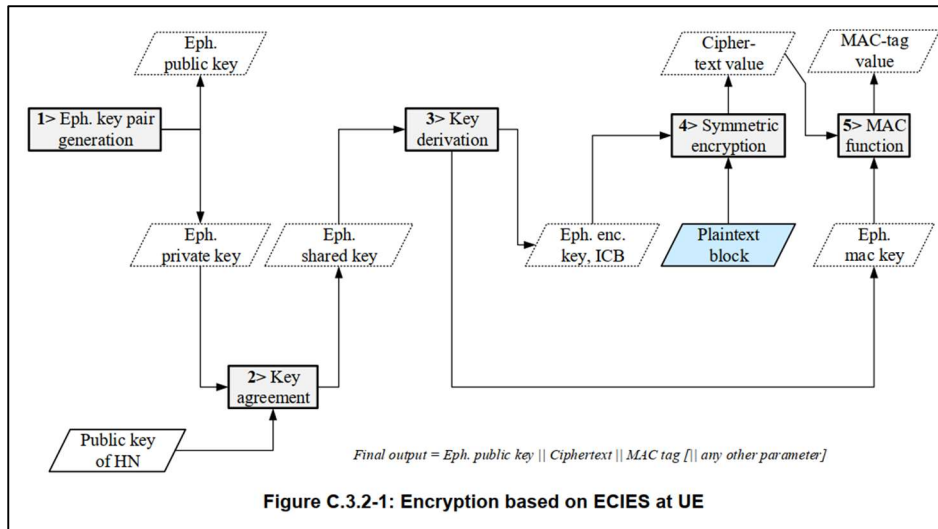 Eph.
public key
Cipher-
text value
MAC-tag
value
1> Eph. key pair
generation
3> Key
derivation
4> Symmetric
encryption
5> MAC
function
Eph.
private key
Eph.
shared key
Eph. enc.
key, ICB
Plaintext
block
Eph.
mac key
2> Key
agreement
Public key
of HN
Final output = Eph. public key || Ciphertext || MAC tag [|| any other parameter]
Figure C.3.2-1: Encryption based on ECIES at UE